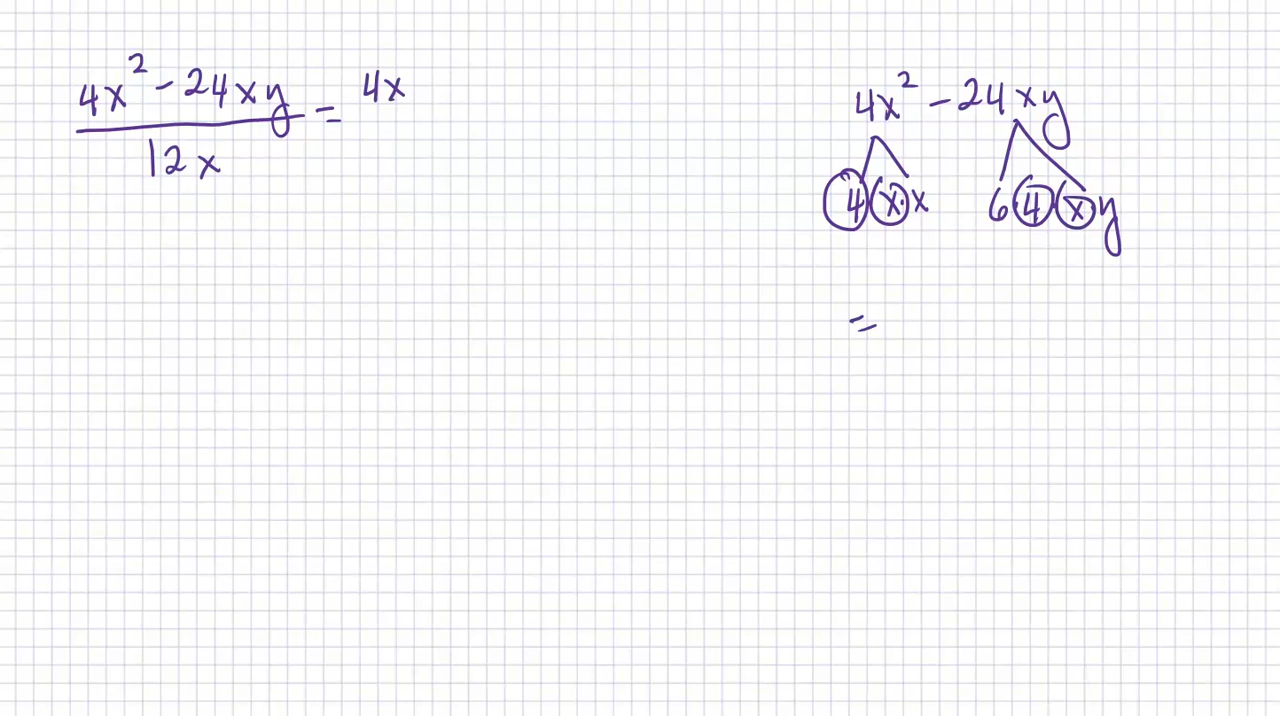 4x² - 24xy = 4x
12x
4x² - 24xy
4 x·x 6 4·x y
=